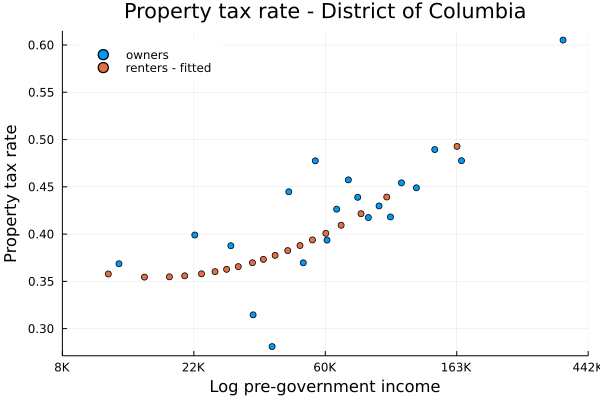 Property tax rate - District of Columbia
owners
renters - fitted
Property tax rate
0.60
0.55
0.50
0.45
0.40
0.35
0.30
8K 22K 60K 163K 442K
Log pre-government income